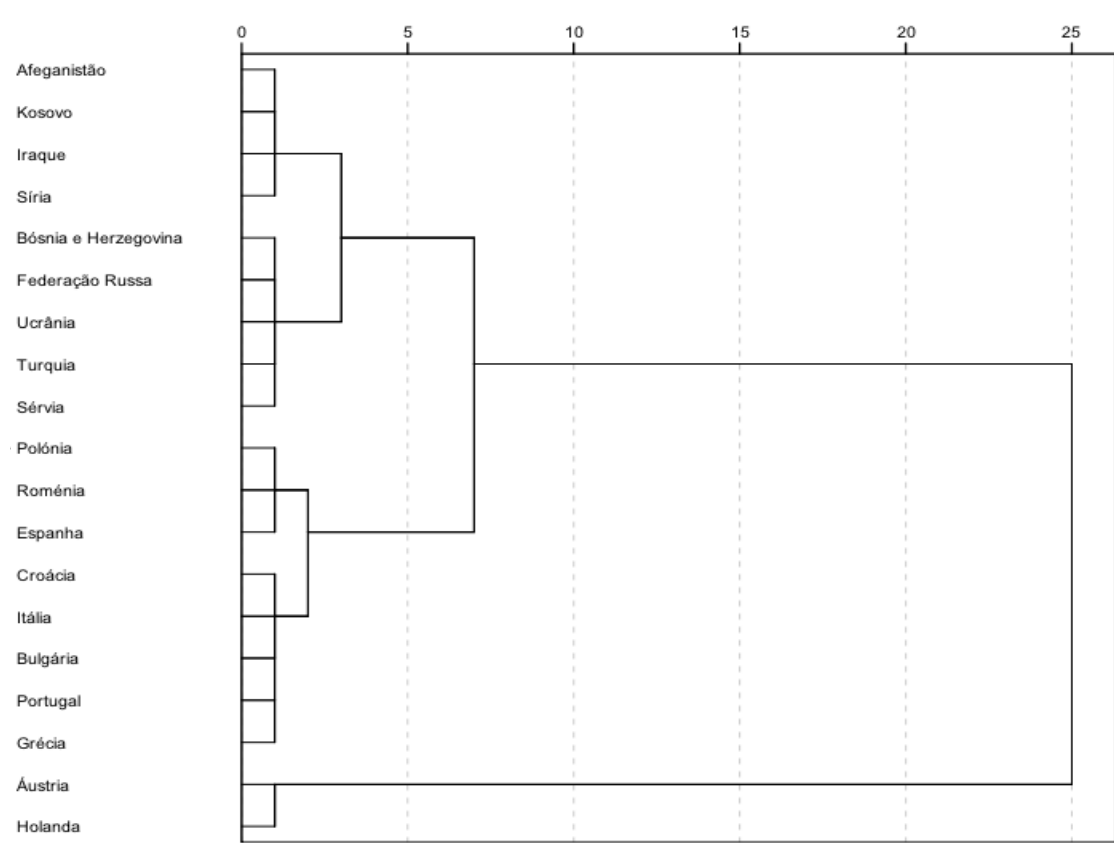 0 5 10 15 20 25
Afeganistão
Kosovo
Iraque
Síria
Bósnia e Herzegovina
Federação Russa
Ucrânia
Turquia
Sérvia
Polónia
Roménia
Espanha
Croácia
Itália
Bulgária
Portugal
Grécia
Áustria
Holanda